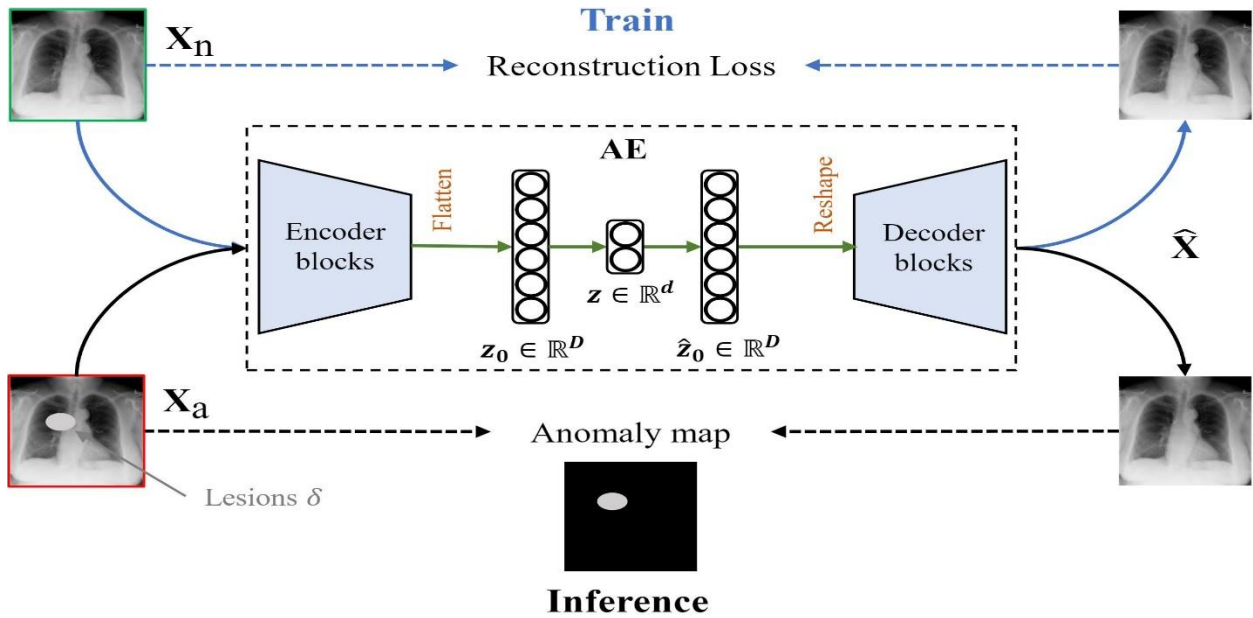 Train
Xₙ
Reconstruction Loss
AE
Flatten
Reshape
Encoder
blocks
Decoder
blocks
X̂
z ∈ ℝᵈ
z₀ ∈ ℝᴰ
ẑ₀ ∈ ℝᴰ
Xₐ
Anomaly map
Lesions δ
Inference